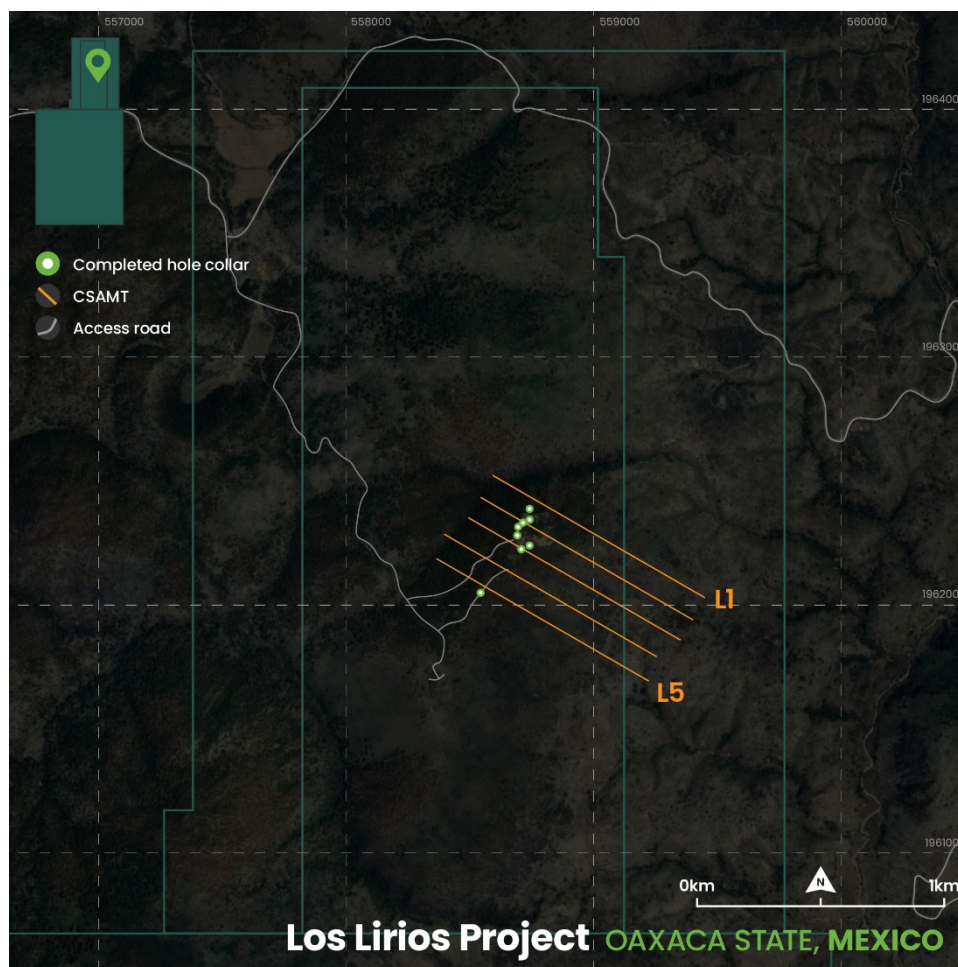 557000
558000
559000
560000
196400
Completed hole collar
CSAMT
Access road
196300
L1
196200
L5
196100
0km
N
1km
Los Lirios Project OAXACA STATE, MEXICO